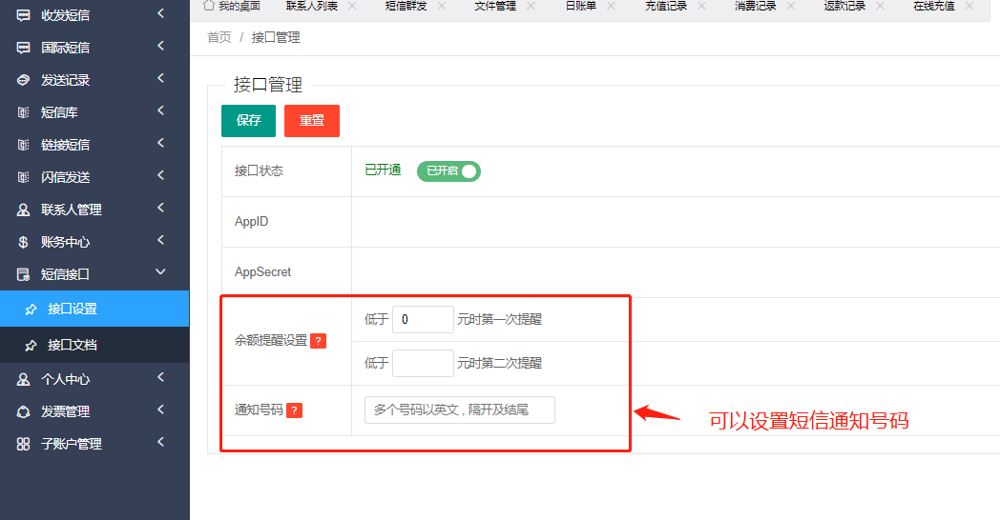 我的桌面 联系人列表 短信群发 文件管理 日账单 充值记录 消费记录 返款记录 在线充值
首页 / 接口管理
收发短信
国际短信
发送记录
短信库
链接短信
闪信发送
联系人管理
账务中心
短信接口
接口设置
接口文档
个人中心
发票管理
子账户管理
接口管理
保存 重置
接口状态 已开通 已开启
AppID
AppSecret
余额提醒设置 ?
低于 0 元时第一次提醒
低于 元时第二次提醒
通知号码 ? 多个号码以英文 , 隔开及结尾
可以设置短信通知号码